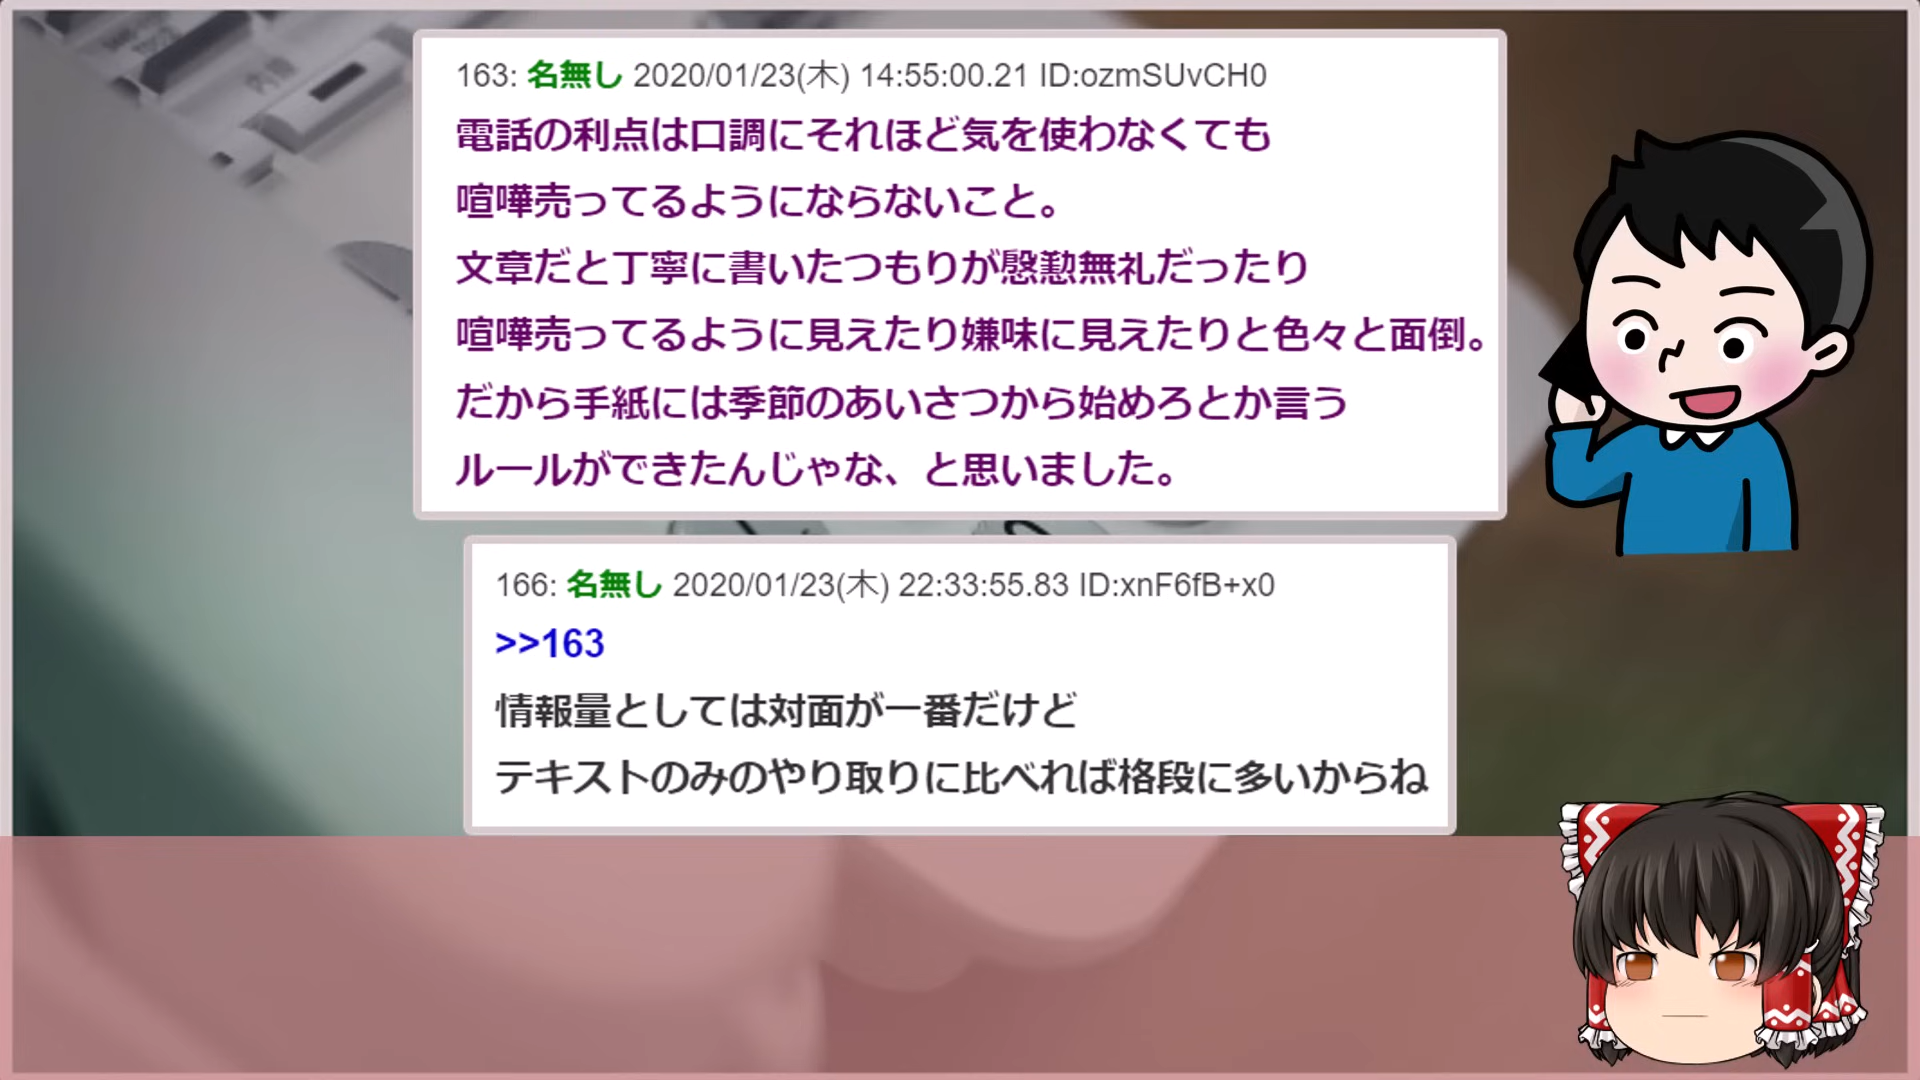 163: 名無し 2020/01/23(木) 14:55:00.21 ID:ozmSUvCH0
電話の利点は口調にそれほど気を使わなくても
喧嘩売ってるようにならないこと。
文章だと丁寧に書いたつもりが慇懃無礼だったり
喧嘩売ってるように見えたり嫌味に見えたりと色々と面倒。
だから手紙には季節のあいさつから始めろとか言う
ルールができたんじゃな、と思いました。
166: 名無し 2020/01/23(木) 22:33:55.83 ID:xnF6fB+x0
>>163
情報量としては対面が一番だけど
テキストのみのやり取りに比べれば格段に多いからね